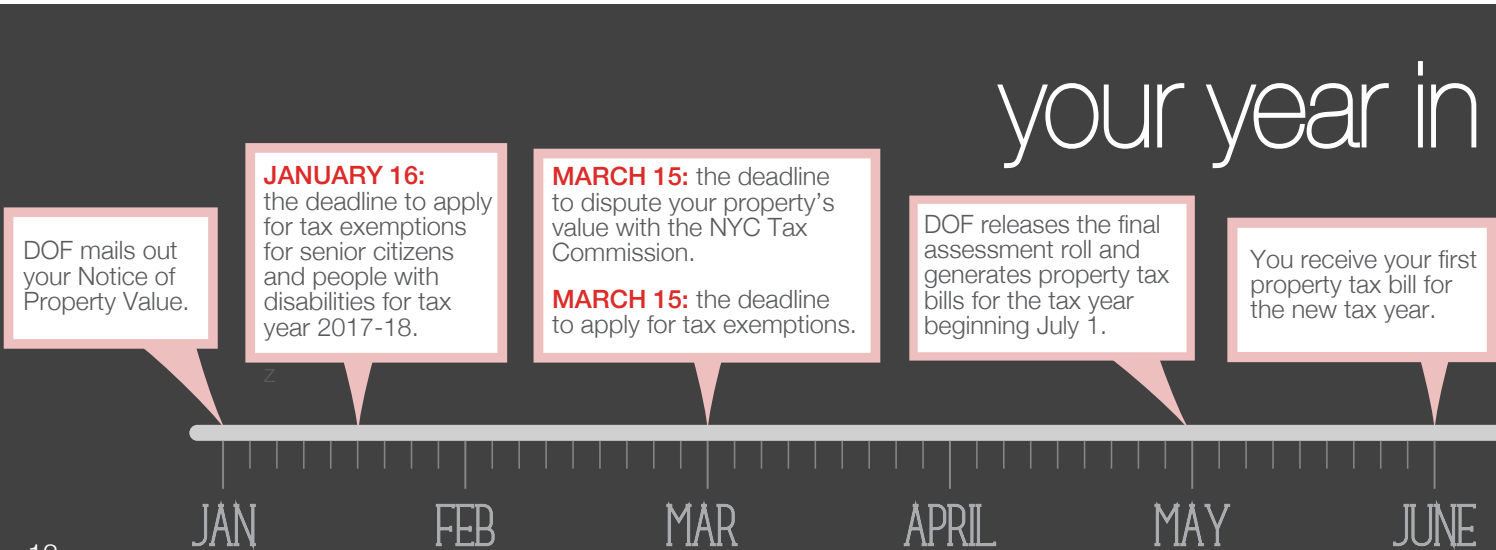 your year in
DOF mails out
your Notice of
Property Value.
JANUARY 16:
the deadline to apply
for tax exemptions
for senior citizens
and people with
disabilities for tax
year 2017-18.
z
MARCH 15: the deadline
to dispute your property’s
value with the NYC Tax
Commission.
MARCH 15: the deadline
to apply for tax exemptions.
DOF releases the final
assessment roll and
generates property tax
bills for the tax year
beginning July 1.
You receive your first
property tax bill for
the new tax year.
JAN FEB MAR APRIL MAY JUNE